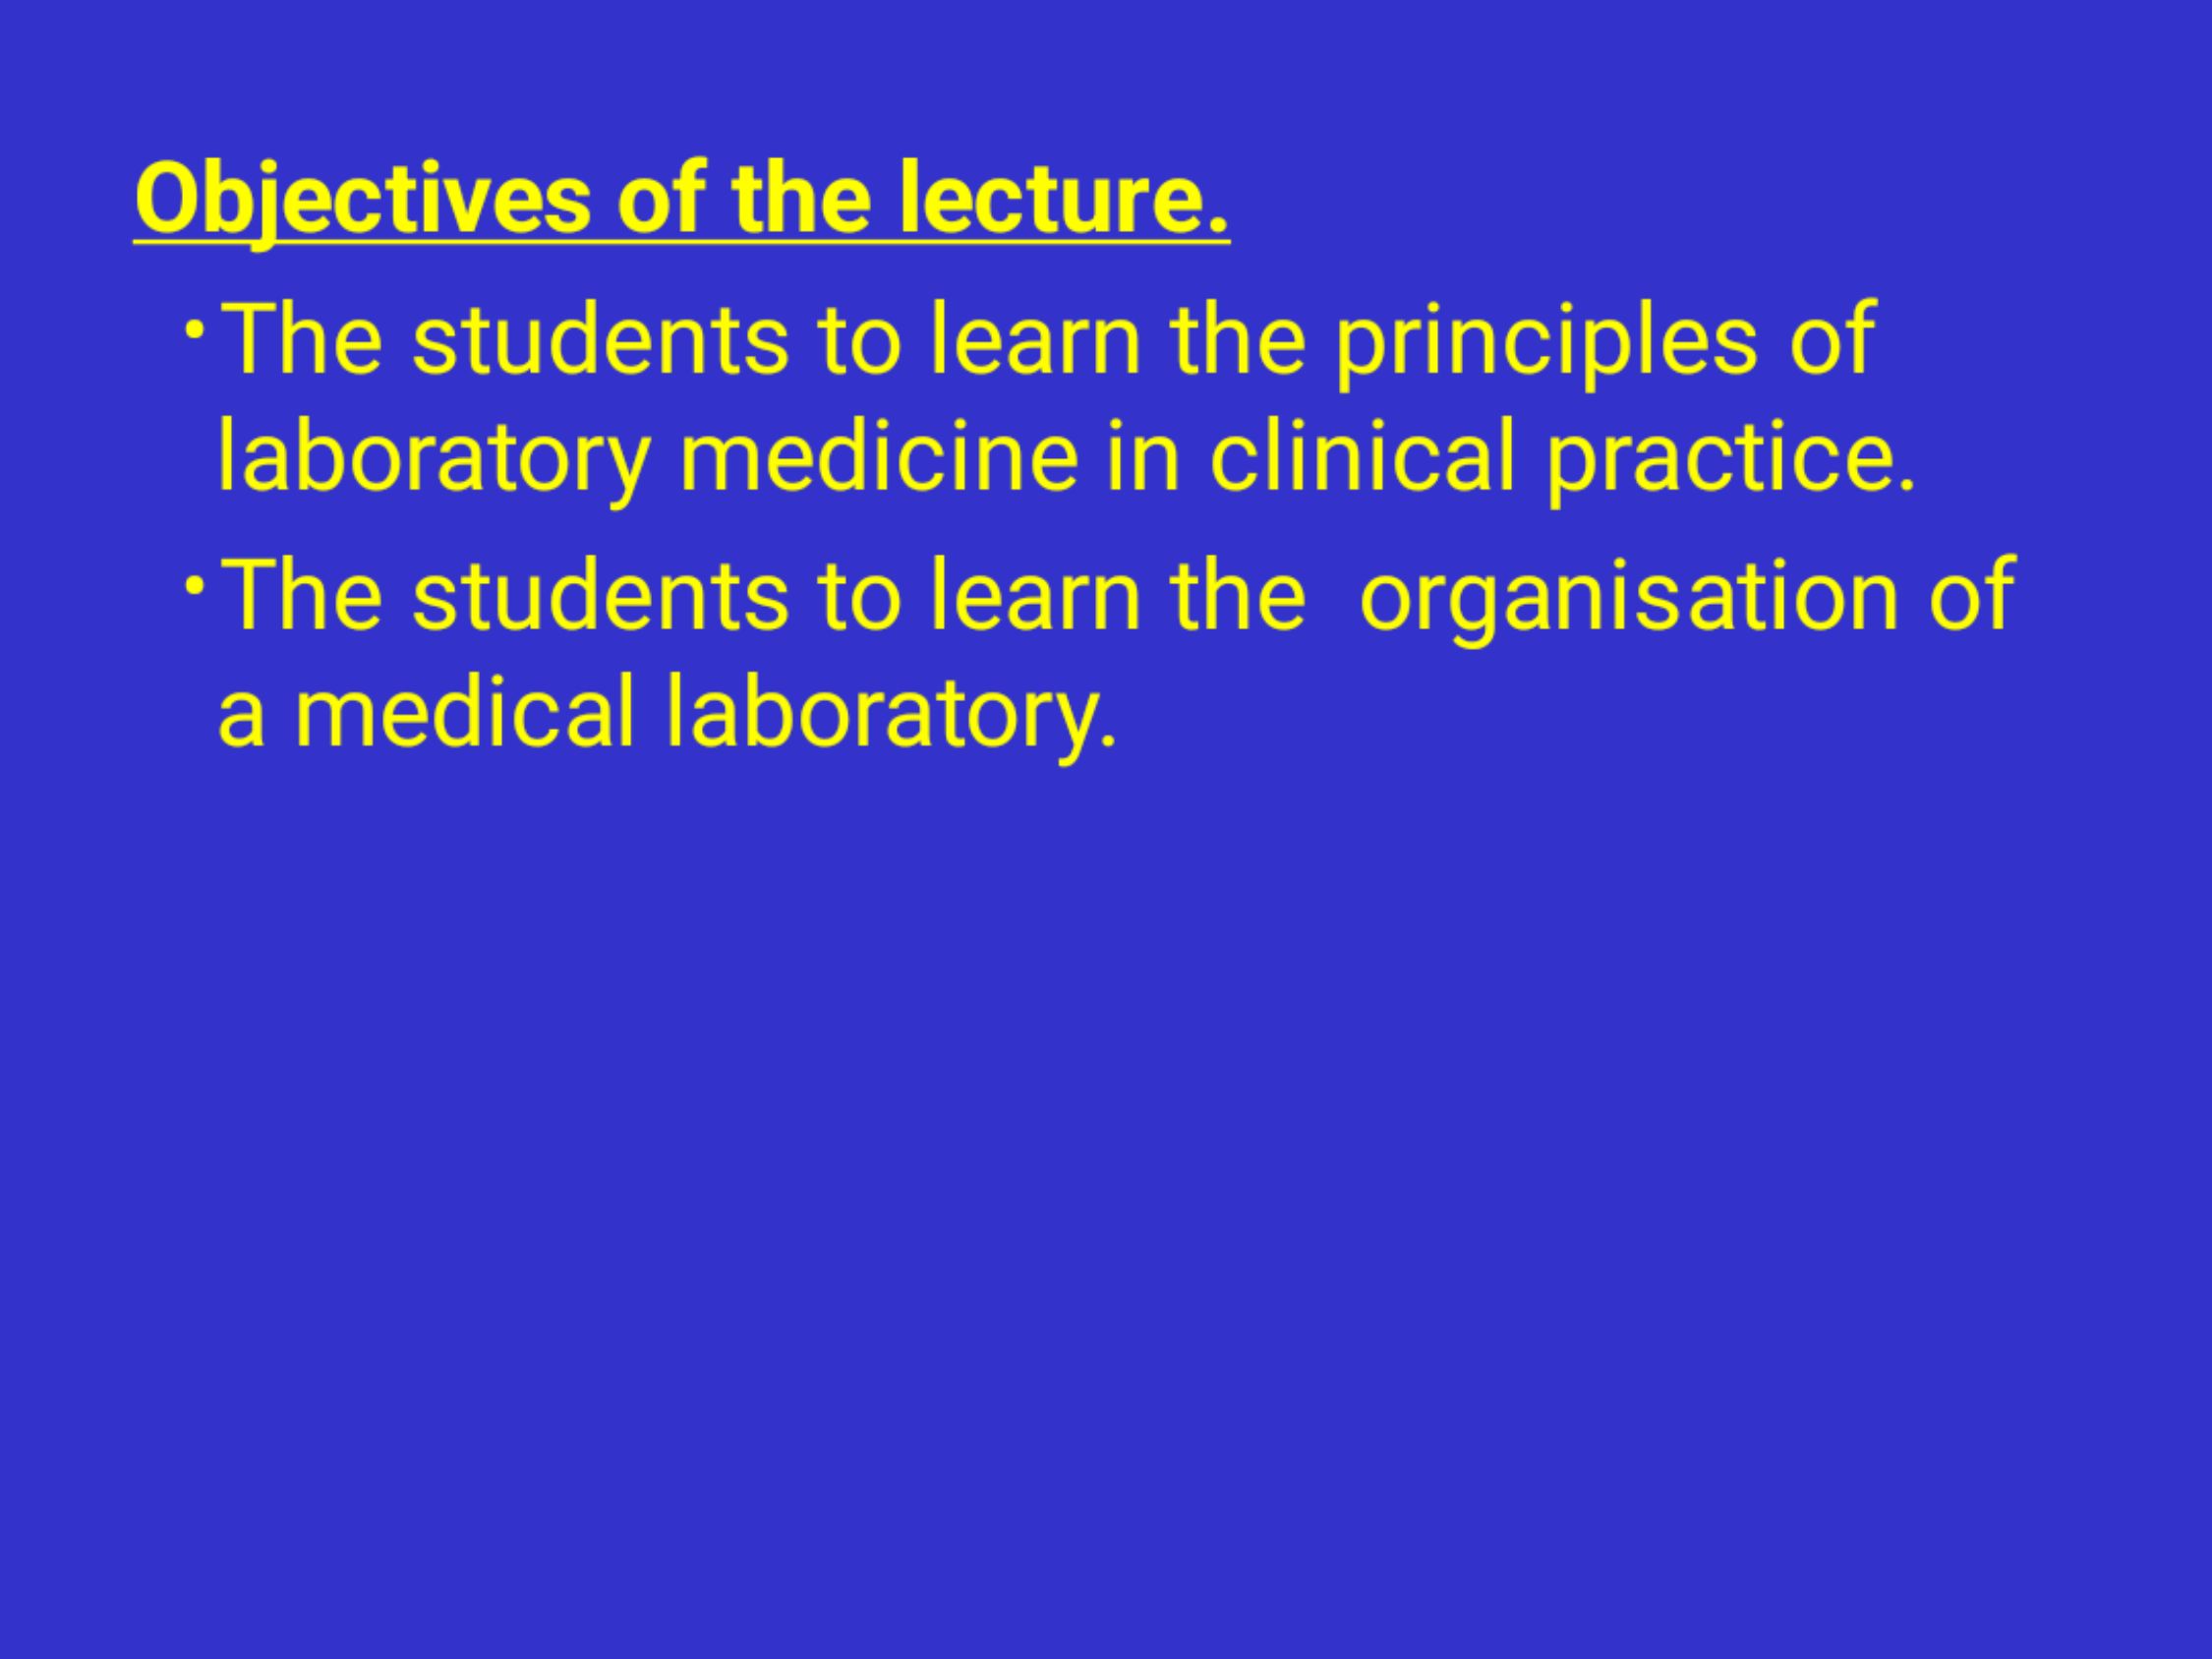 Objectives of the lecture.
•The students to learn the principles of
laboratory medicine in clinical practice.
•The students to learn the  organisation of
a medical laboratory.